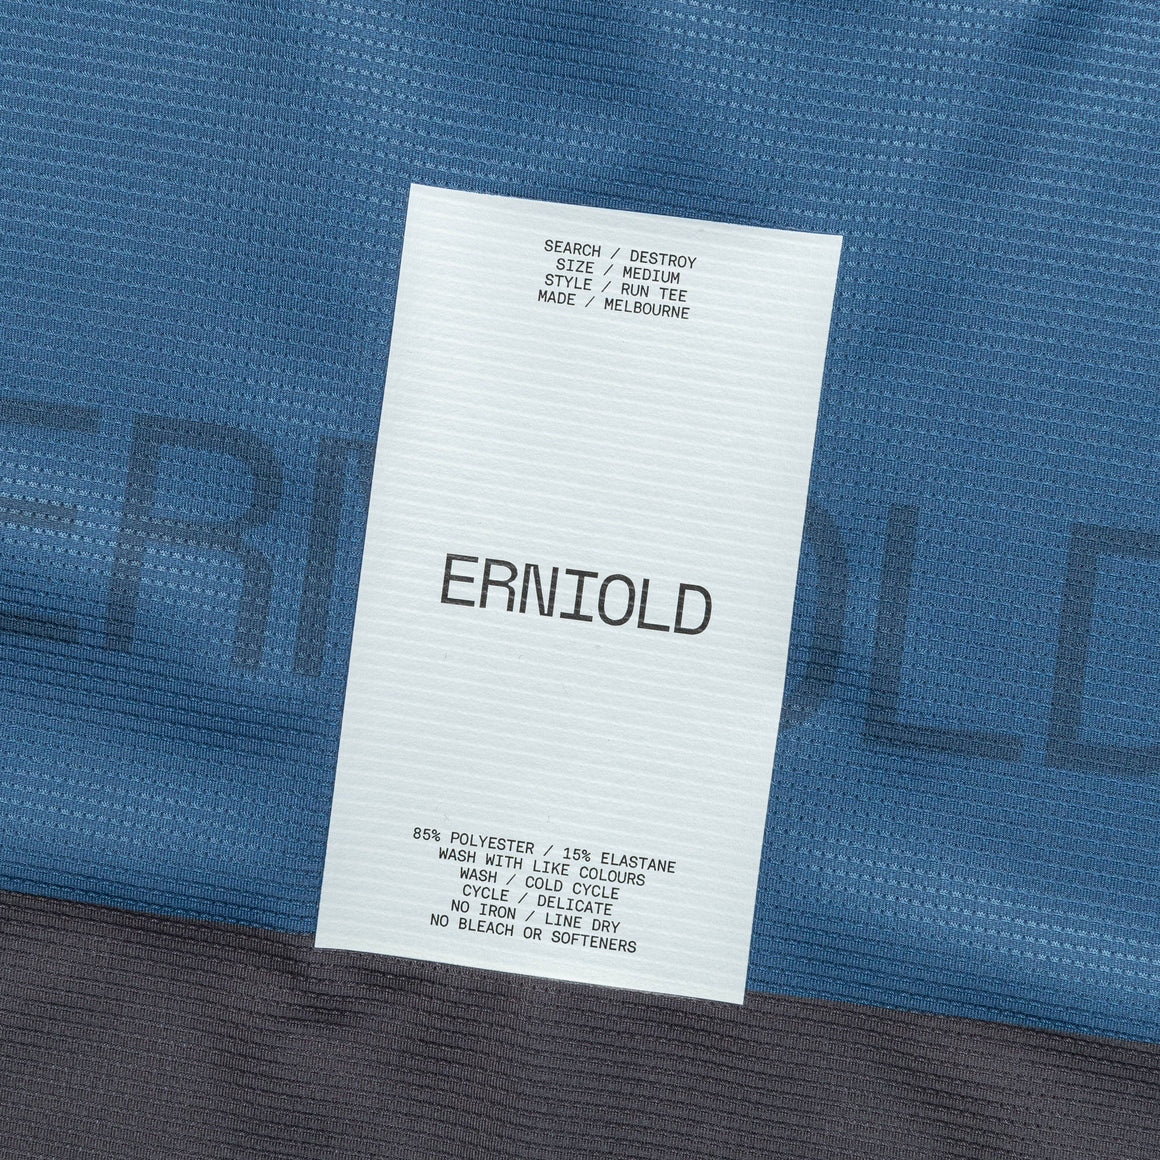 SEARCH / DESTROY
SIZE / MEDIUM
STYLE / RUN TEE
MADE / MELBOURNE
ERNIOLD
85% POLYESTER / 15% ELASTANE
WASH WITH LIKE COLOURS
WASH / COLD CYCLE
CYCLE / DELICATE
NO IRON / LINE DRY
NO BLEACH OR SOFTENERS